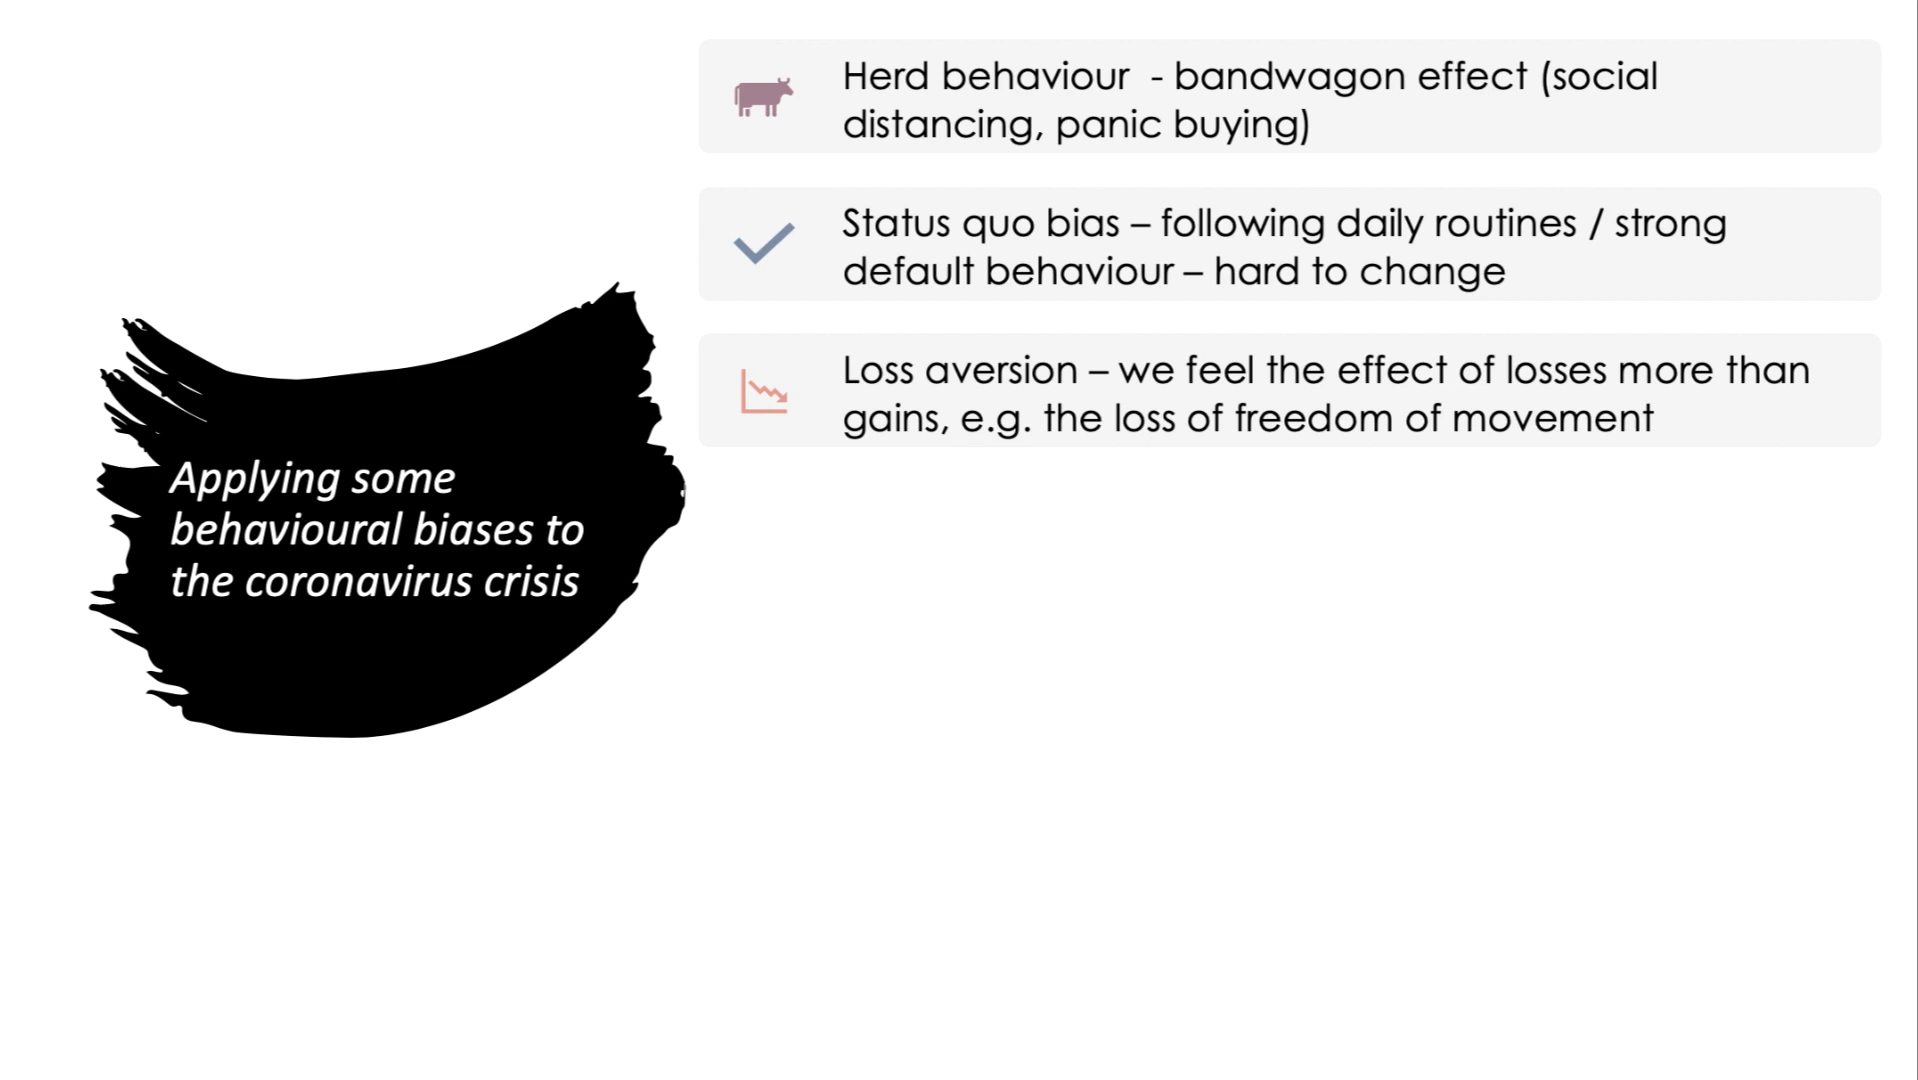 Applying some
behavioural biases to
the coronavirus crisis
Herd behaviour  - bandwagon effect (social
distancing, panic buying)
Status quo bias – following daily routines / strong
default behaviour – hard to change
Loss aversion – we feel the effect of losses more than
gains, e.g. the loss of freedom of movement